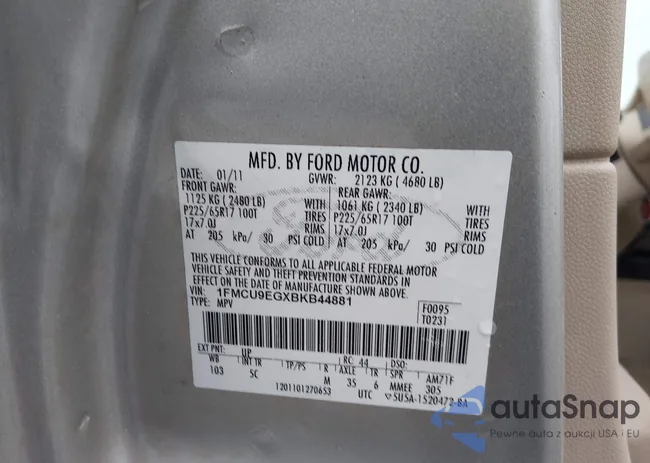 MFD. BY FORD MOTOR CO.
DATE: 01/11 GVWR: 2123 KG ( 4680 LB)
FRONT GAWR: REAR GAWR:
1125 KG ( 2480 LB) WITH 1061 KG ( 2340 LB) WITH
P225/65R17 100T TIRES P225/65R17 100T TIRES
17x7.0J RIMS 17x7.0J RIMS
AT 205 kPa/ 30 PSI COLD AT 205 kPa/ 30 PSI COLD
THIS VEHICLE CONFORMS TO ALL APPLICABLE FEDERAL MOTOR
VEHICLE SAFETY AND THEFT PREVENTION STANDARDS IN
EFFECT ON THE DATE OF MANUFACTURE SHOWN ABOVE.
VIN: 1FMCU9EGXBKB44881 F0095
TYPE: MPV T0231
EXT PNT: UP RC: 44 DSO:
WB INT TR TP/PS R AXLE TR SPR AM71F
103 5C M 35 6 MMEE 305
1201101270653 UTC 5U5A-1520472-BA
autaSnap
Pewne auta z aukcji USA i EU